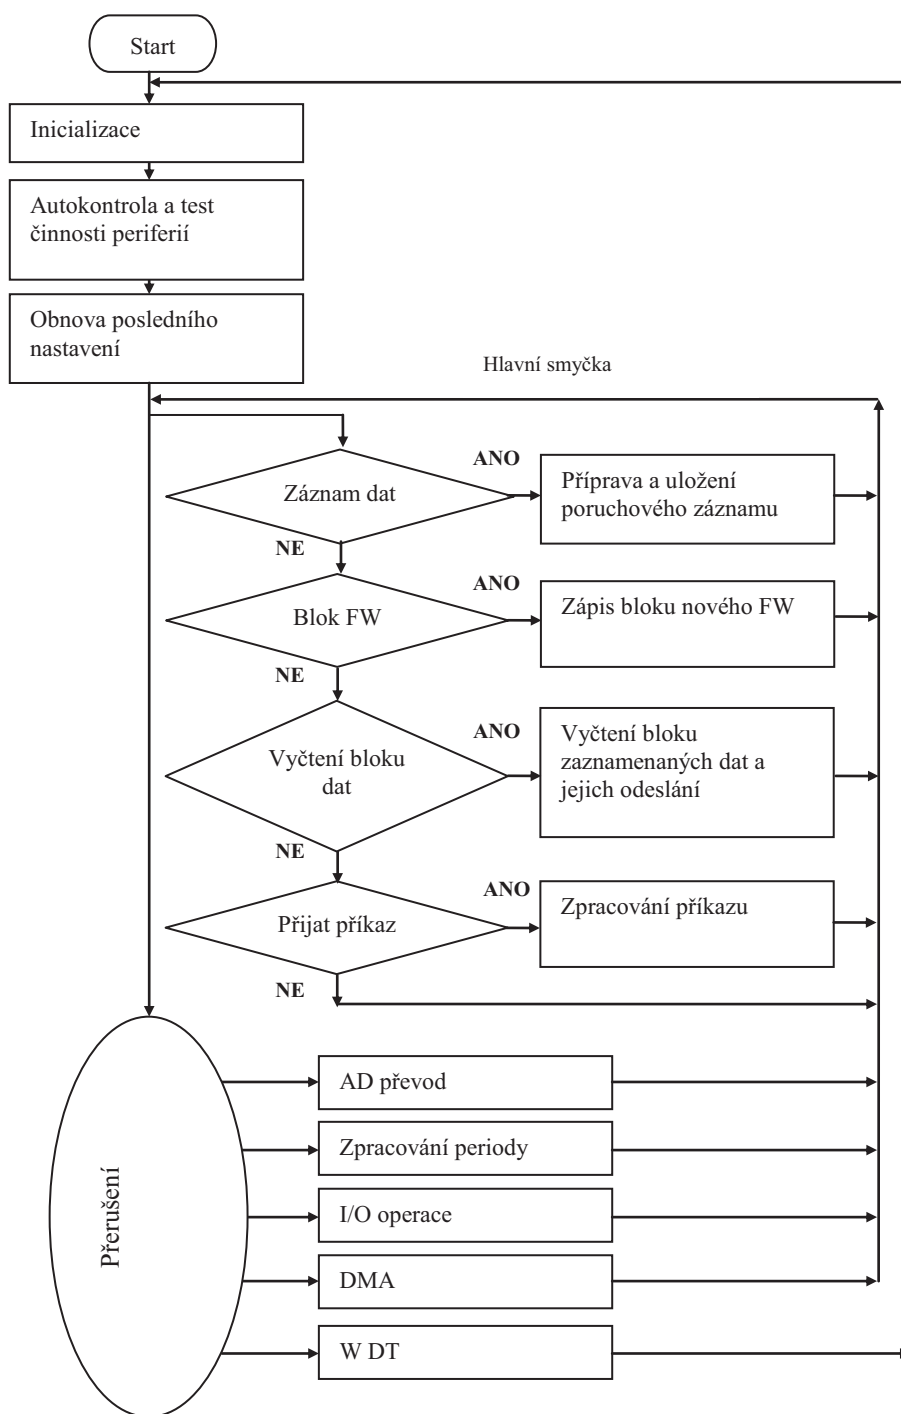 Start
Inicializace
Autokontrola a test
činnosti periferií
Obnova posledního
nastavení
Hlavní smyčka
Záznam dat
ANO
Příprava a uložení
poruchového záznamu
NE
Blok FW
ANO
Zápis bloku nového FW
NE
Vyčtení bloku
dat
ANO
Vyčtení bloku
zaznamenaných dat a
jejich odeslání
NE
Přijat příkaz
ANO
Zpracování příkazu
NE
Přerušení
AD převod
Zpracování periody
I/O operace
DMA
W DT